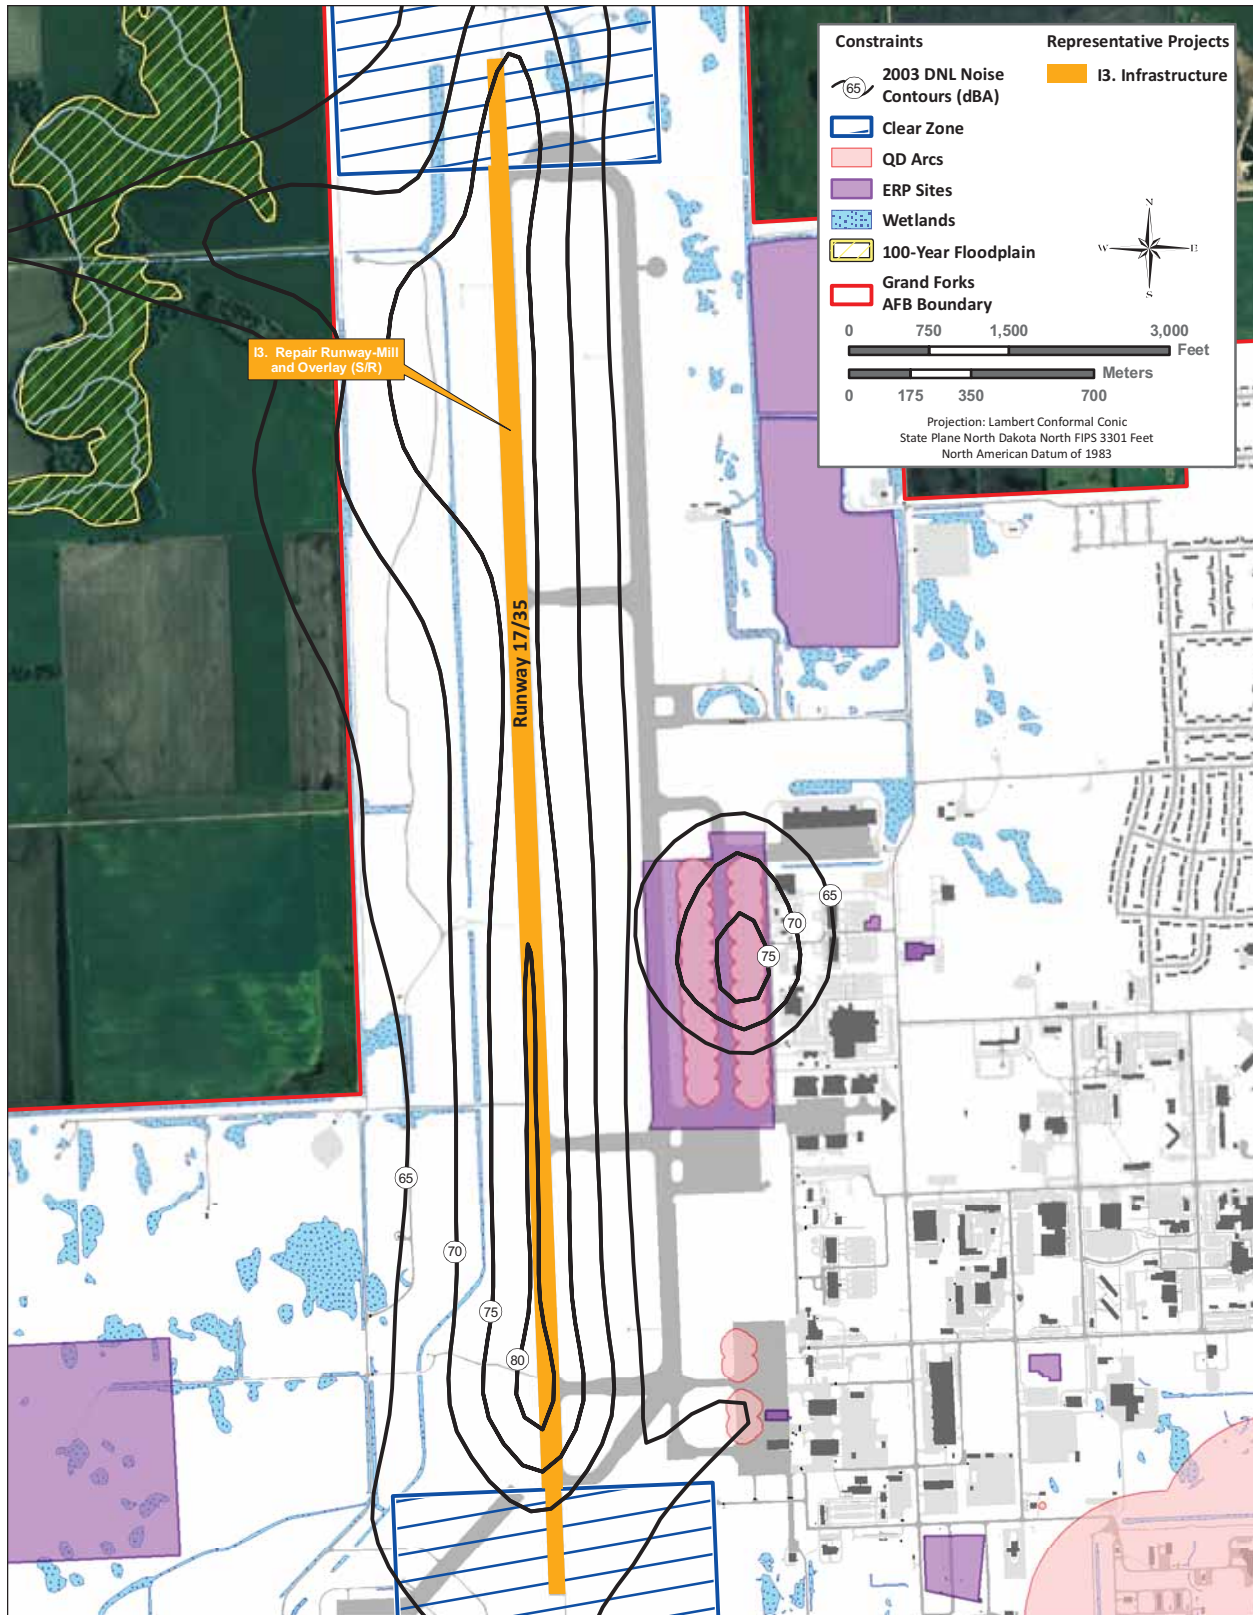 Constraints
65
2003 DNL Noise
Contours (dBA)
Clear Zone
QD Arcs
ERP Sites
Wetlands
100-Year Floodplain
Grand Forks
AFB Boundary
Representative Projects
I3. Infrastructure
N
W E
S
0 750 1,500 3,000
Feet
Meters
0 175 350 700
Projection: Lambert Conformal Conic
State Plane North Dakota North FIPS 3301 Feet
North American Datum of 1983
I3. Repair Runway-Mill
and Overlay (S/R)
Runway 17/35
65
70
75
65
70
75
80